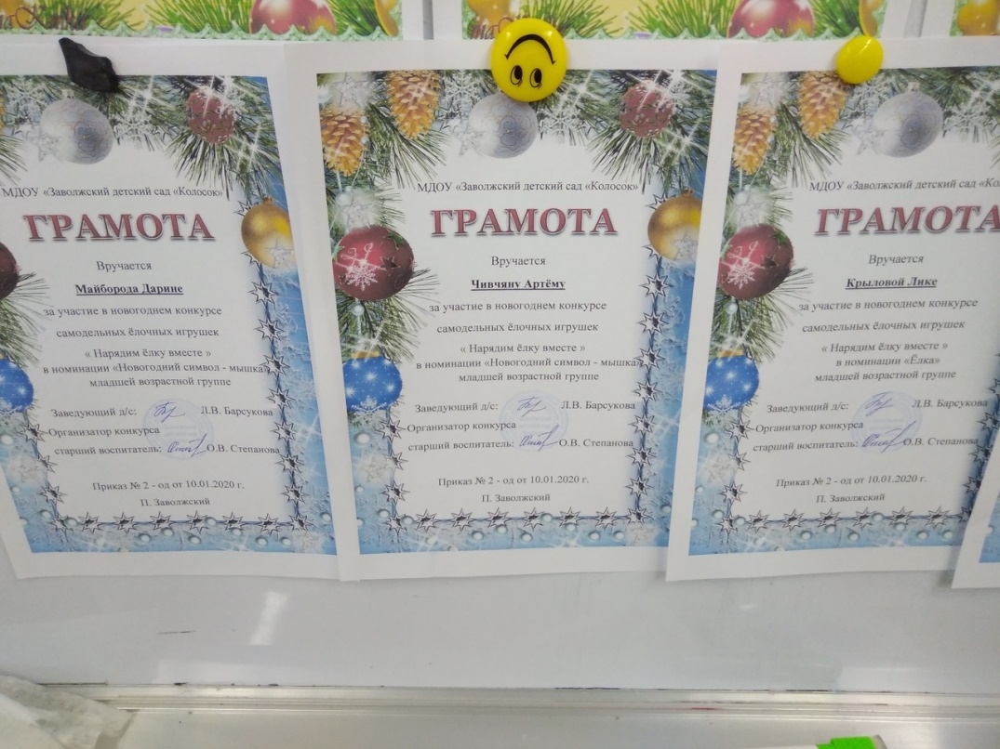 МДОУ «Заволжский детский сад «Колосок»
ГРАМОТА
Вручается
Майборода Дарине
за участие в новогоднем конкурсе
самодельных ёлочных игрушек
« Нарядим ёлку вместе »
в номинации «Новогодний символ - мышка»
младшей возрастной группе
Заведующий д/с: Л.В. Барсукова
Организатор конкурса
старший воспитатель: О.В. Степанова
Приказ № 2 - од от 10.01.2020 г.
П. Заволжский
МДОУ «Заволжский детский сад «Колосок»
ГРАМОТА
Вручается
Чивчяну Артёму
за участие в новогоднем конкурсе
самодельных ёлочных игрушек
« Нарядим ёлку вместе »
в номинации «Новогодний символ - мышка»
младшей возрастной группе
Заведующий д/с: Л.В. Барсукова
Организатор конкурса
старший воспитатель: О.В. Степанова
Приказ № 2 - од от 10.01.2020 г.
П. Заволжский
МДОУ «Заволжский детский сад «Ко
ГРАМОТА
Вручается
Крыловой Лике
за участие в новогоднем конкурсе
самодельных ёлочных игрушек
« Нарядим ёлку вместе »
в номинации «Ёлка»
младшей возрастной группе
Заведующий д/с: Л.В. Барсукова
Организатор конкурса
старший воспитатель: О.В. Степанова
Приказ № 2 - од от 10.01.2020 г.
П. Заволжский